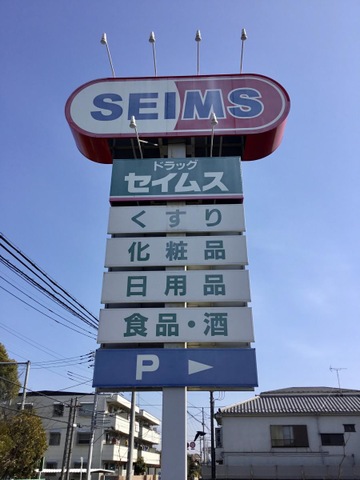 SEIMS
ドラッグ
セイムス
くすり
化粧品
日用品
食品・酒
P